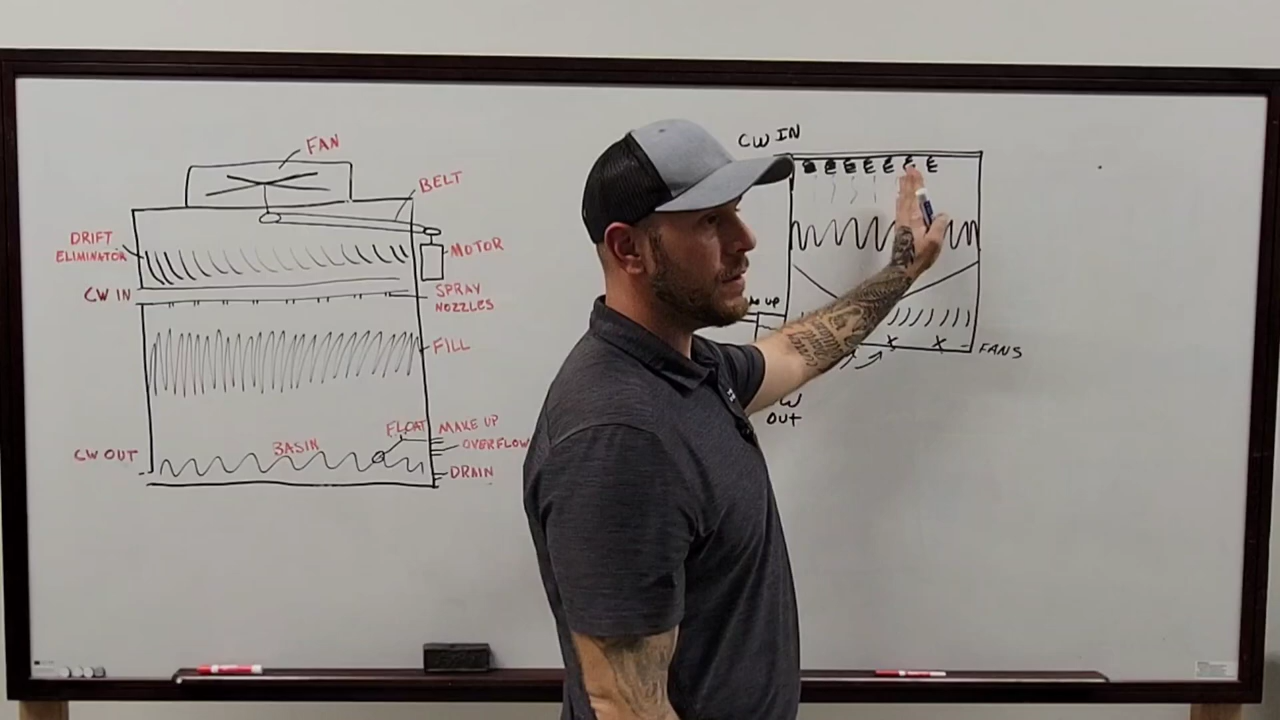 FAN
BELT
DRIFT
ELIMINATOR
MOTOR
CW IN
SPRAY
NOZZLES
FILL
FLOAT
MAKE UP
BASIN
OVERFLOW
CW OUT
DRAIN
CW IN
UP
FANS
OUT